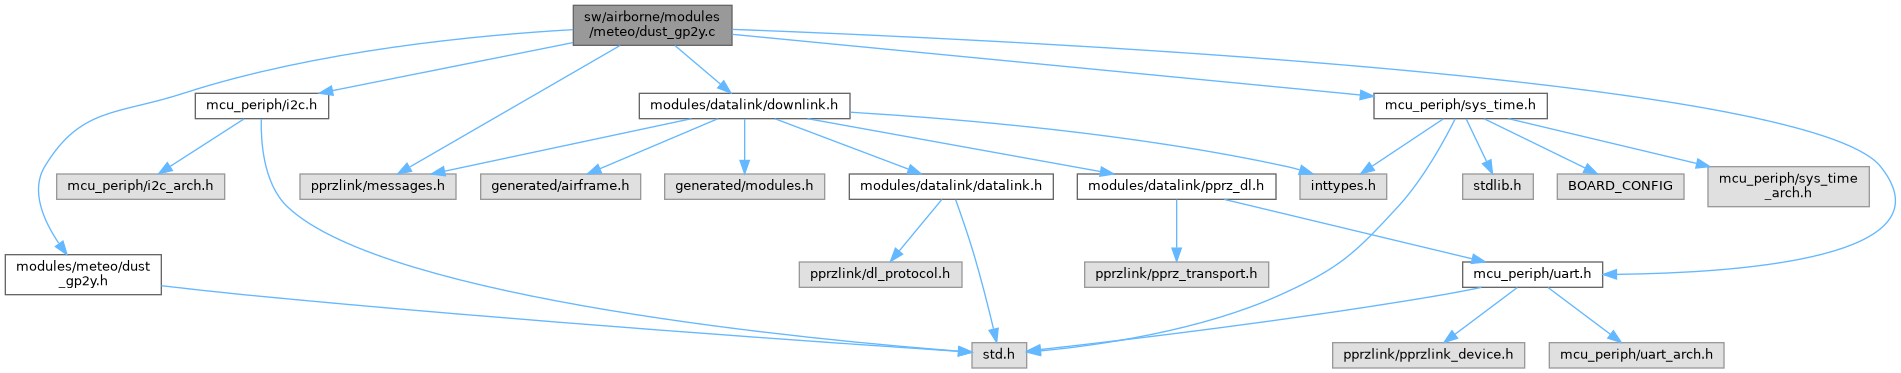 sw/airborne/modules
/meteo/dust_gp2y.c
mcu_periph/i2c.h
modules/datalink/downlink.h
mcu_periph/sys_time.h
mcu_periph/i2c_arch.h
pprzlink/messages.h
generated/airframe.h
generated/modules.h
modules/datalink/datalink.h
modules/datalink/pprz_dl.h
inttypes.h
stdlib.h
BOARD_CONFIG
mcu_periph/sys_time
_arch.h
modules/meteo/dust
_gp2y.h
pprzlink/dl_protocol.h
pprzlink/pprz_transport.h
mcu_periph/uart.h
std.h
pprzlink/pprzlink_device.h
mcu_periph/uart_arch.h